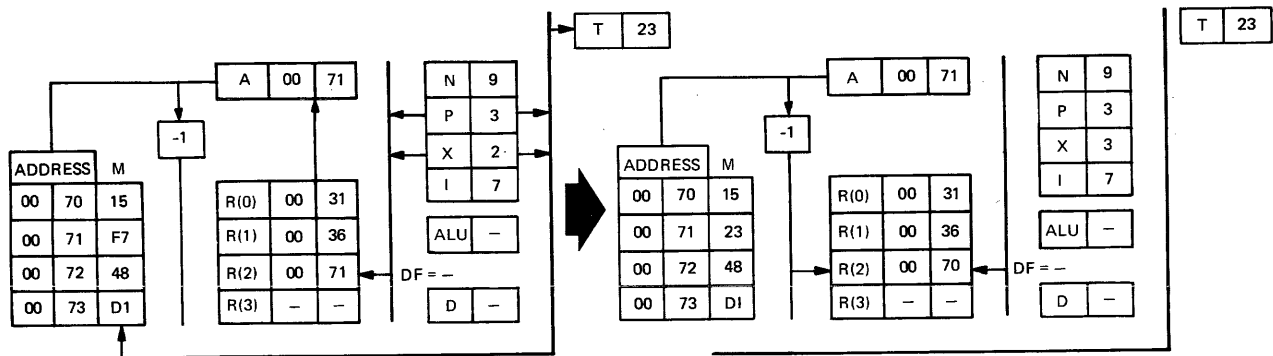 T 23
A 00 71
-1
N 9
P 3
X 2
I 7
ADDRESS M
00 70 15
00 71 F7
00 72 48
00 73 D1
R(0) 00 31
R(1) 00 36
R(2) 00 71
R(3) – –
ALU –
DF = –
D –
T 23
A 00 71
-1
N 9
P 3
X 3
I 7
ADDRESS M
00 70 15
00 71 23
00 72 48
00 73 DI
R(0) 00 31
R(1) 00 36
R(2) 00 70
R(3) – –
ALU –
DF = –
D –